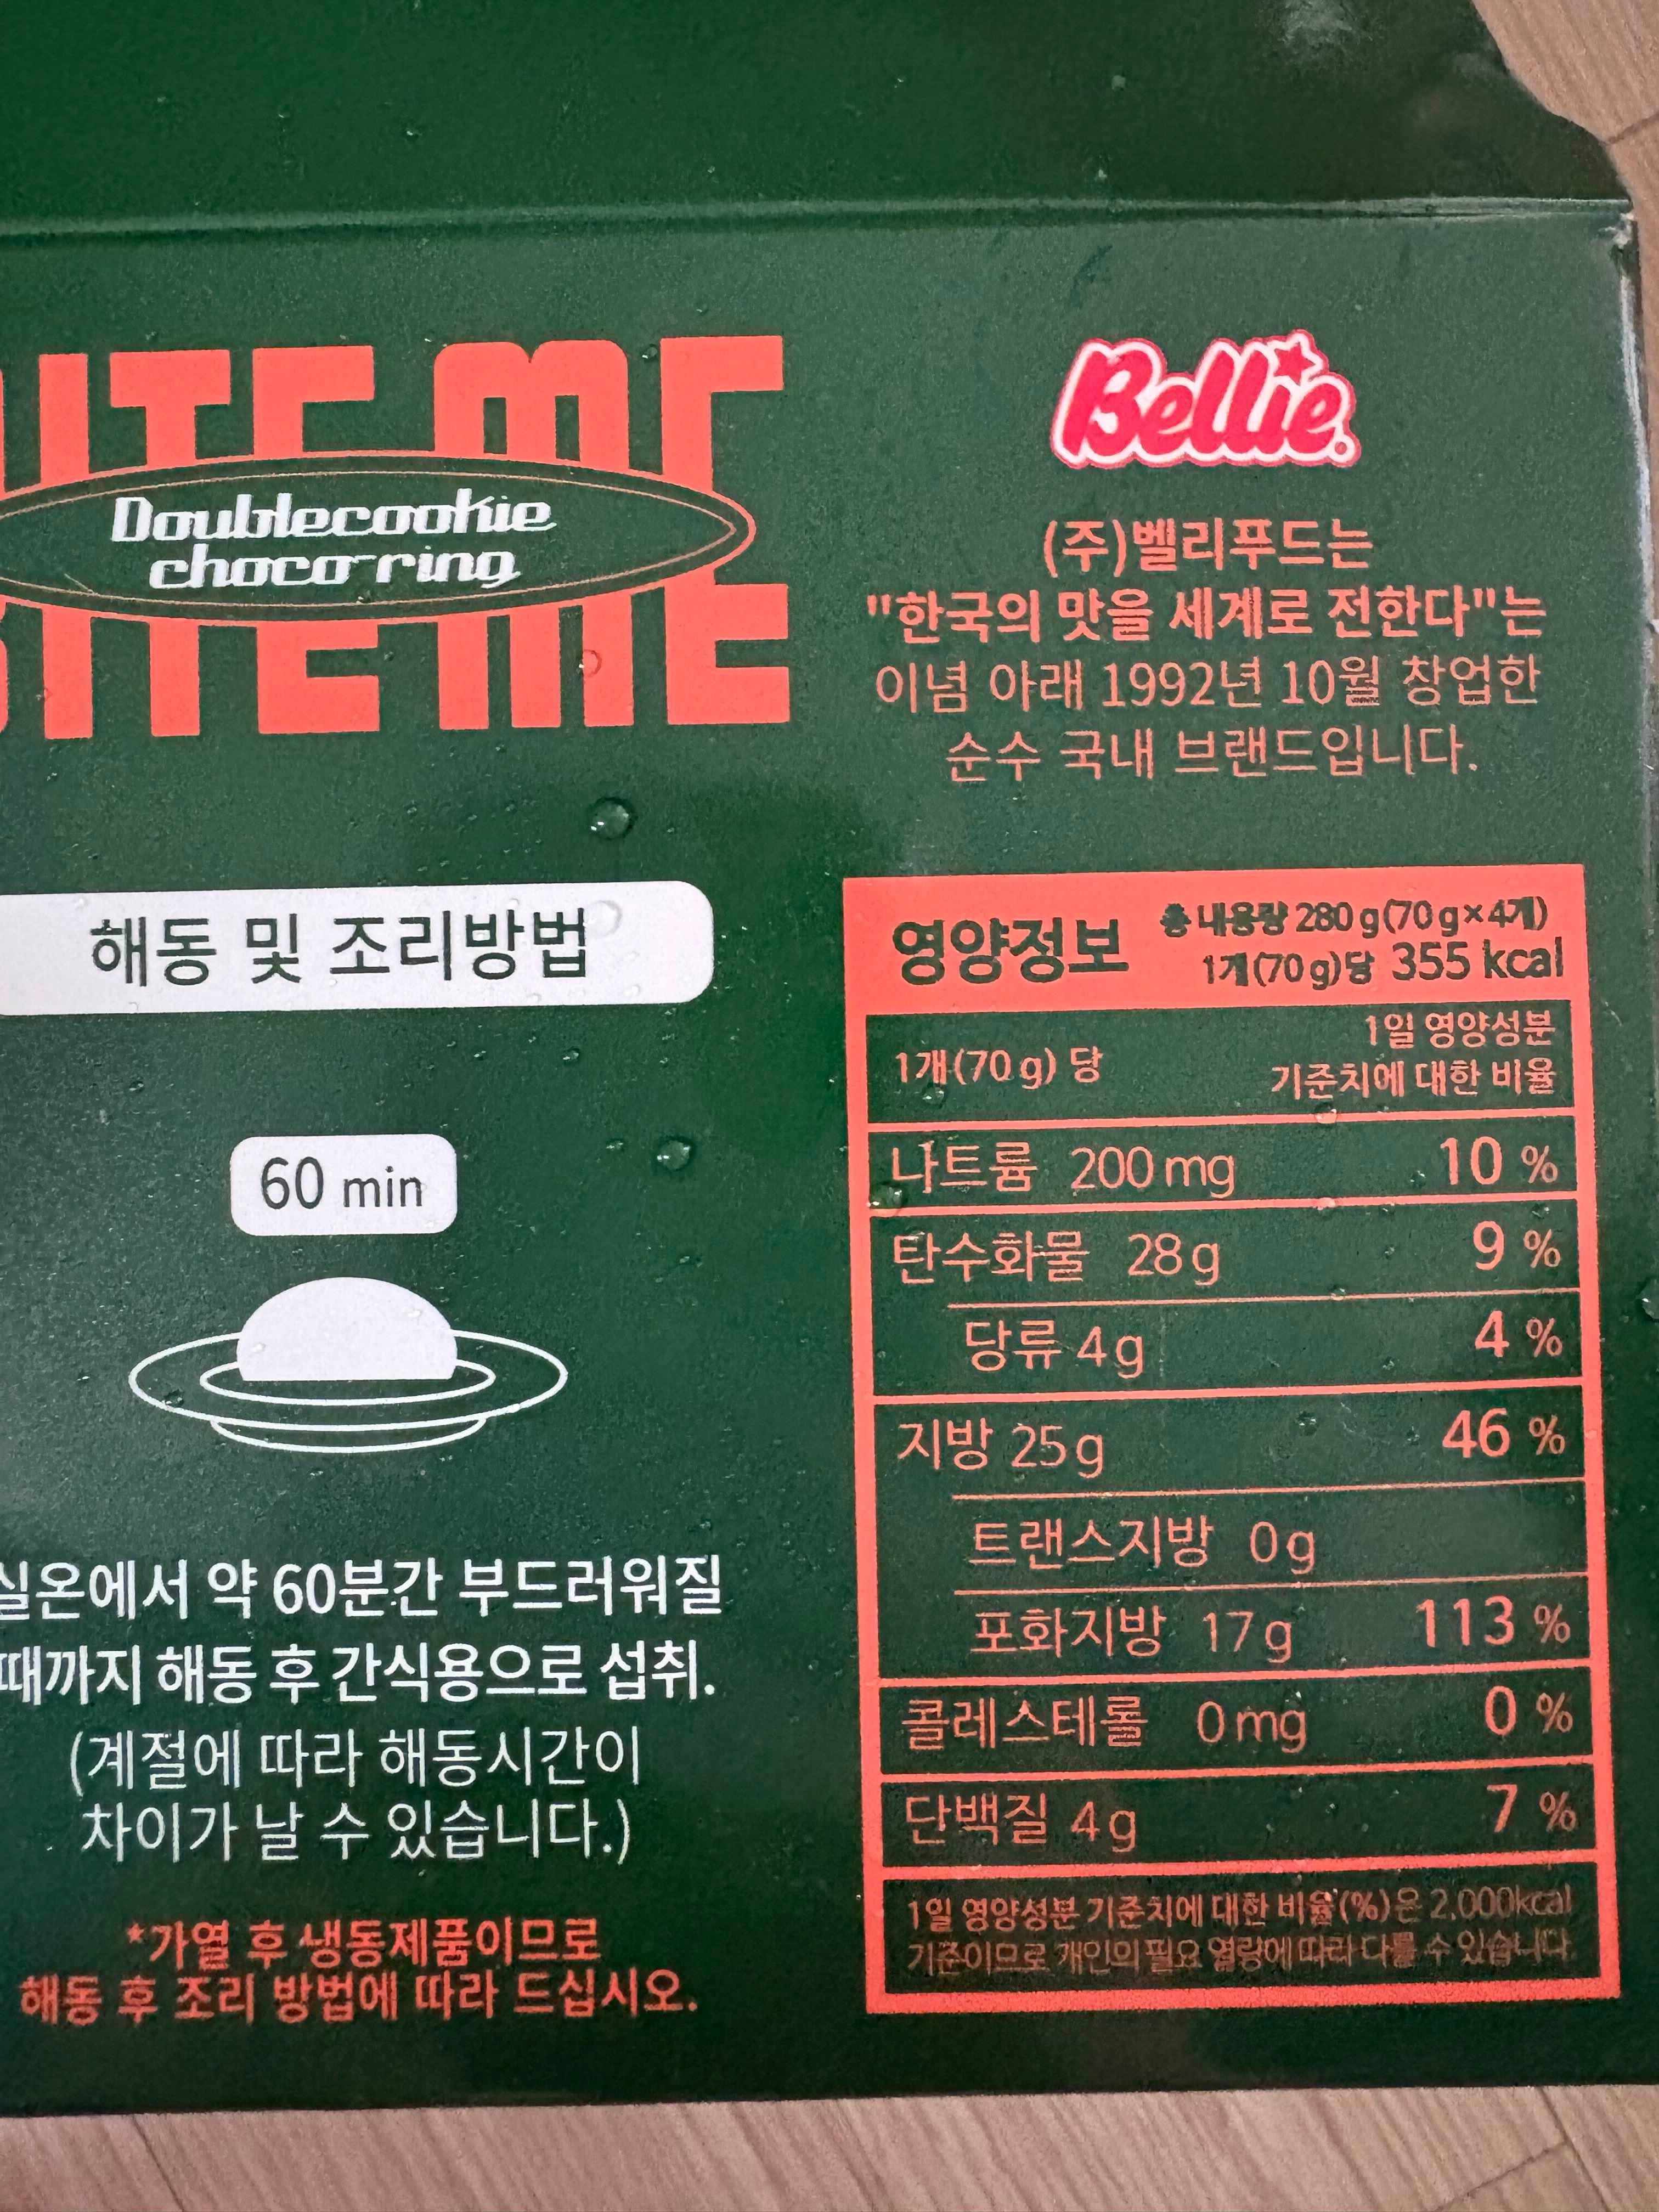 BITE ME
Doublecookie
choco-ring
Bellie
(주)벨리푸드는
"한국의 맛을 세계로 전한다"는
이념 아래 1992년 10월 창업한
순수 국내 브랜드입니다.
해동 및 조리방법
60 min
실온에서 약 60분간 부드러워질
때까지 해동 후 간식용으로 섭취.
(계절에 따라 해동시간이
차이가 날 수 있습니다.)
*가열 후 냉동제품이므로
해동 후 조리 방법에 따라 드십시오.
영양정보
총 내용량 280 g(70 g×4개)
1개(70 g)당 355 kcal
1개(70 g) 당
1일 영양성분
기준치에 대한 비율
나트륨 200 mg 10 %
탄수화물 28 g 9 %
당류 4 g 4 %
지방 25 g 46 %
트랜스지방 0 g
포화지방 17 g 113 %
콜레스테롤 0 mg 0 %
단백질 4 g 7 %
1일 영양성분 기준치에 대한 비율(%)은 2,000kcal
기준이므로 개인의 필요 열량에 따라 다를 수 있습니다.